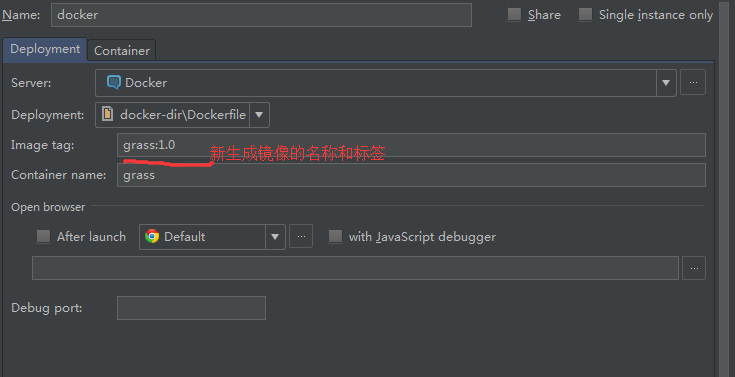 Name: docker Share Single instance only
Deployment Container
Server: Docker ...
Deployment: docker-dir\Dockerfile
Image tag: grass:1.0 新生成镜像的名称和标签
Container name: grass
Open browser
After launch Default ... with JavaScript debugger
...
Debug port: